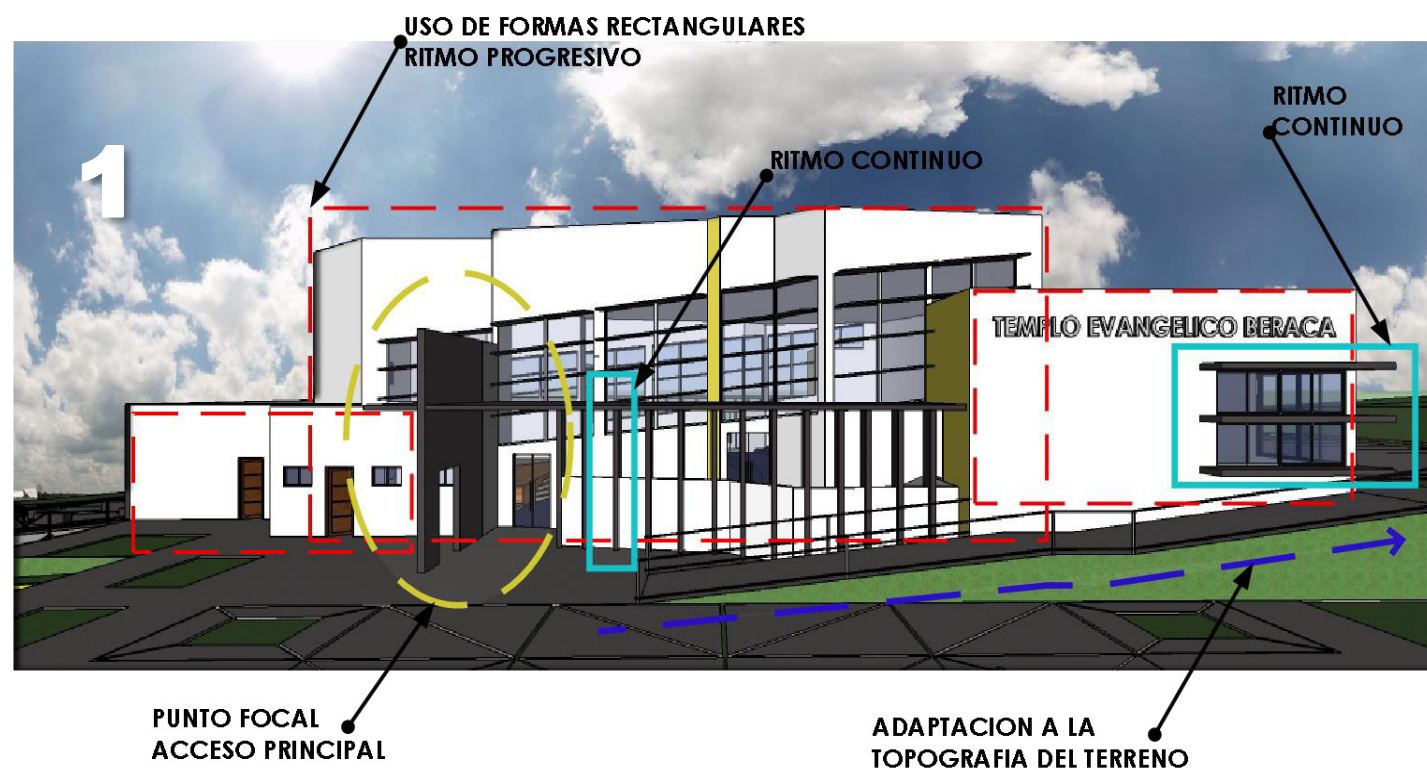 USO DE FORMAS RECTANGULARES
RITMO PROGRESIVO
RITMO
CONTINUO
1
RITMO CONTINUO
TEMPLO EVANGELICO BERACA
PUNTO FOCAL
ACCESO PRINCIPAL
ADAPTACION A LA
TOPOGRAFIA DEL TERRENO